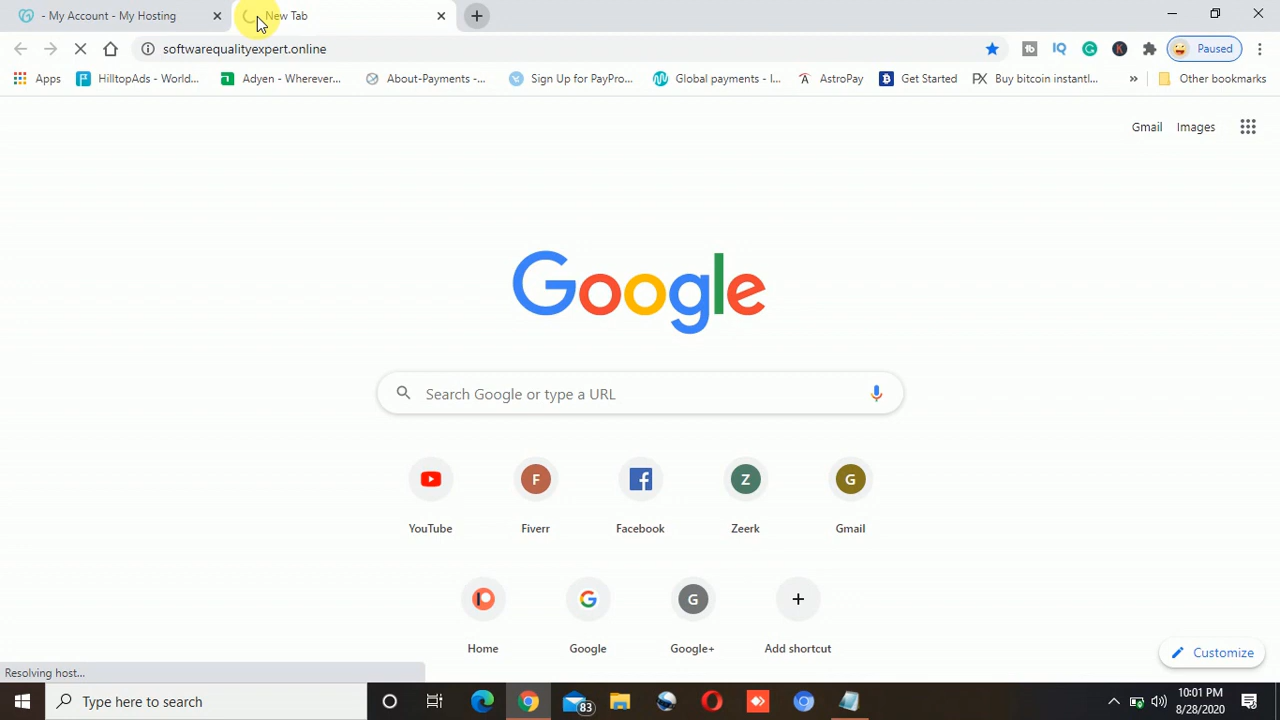 - My Account - My Hosting
New Tab
softwarequalityexpert.online
Paused
Apps
HilltopAds - World...
Adyen - Wherever...
About-Payments -...
Sign Up for PayPro...
Global payments - I...
AstroPay
Get Started
PX Buy bitcoin instantl...
»
Other bookmarks
Gmail
Images
Google
Search Google or type a URL
F
Z
G
YouTube
Fiverr
Facebook
Zeerk
Gmail
G
Home
Google
Google+
Add shortcut
Customize
Resolving host...
Type here to search
83
10:01 PM
8/28/2020